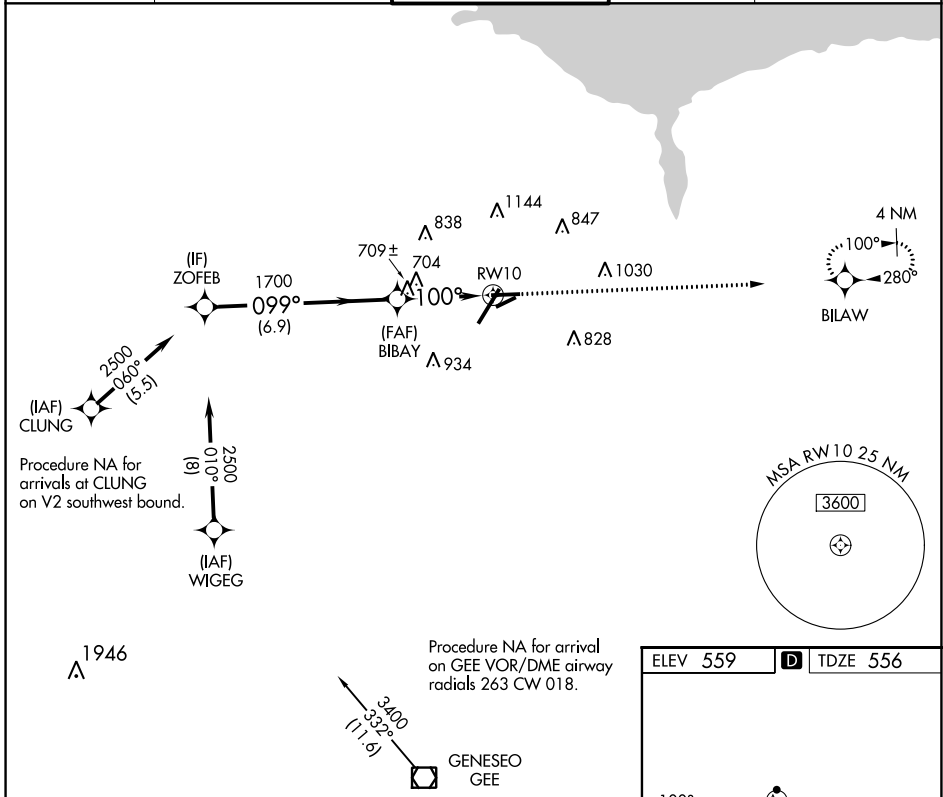 838
1144
847
4 NM
100°
280°
BILAW
709±
704
1030
RW10
100°
(IF)
ZOFEB
1700
099°
(6.9)
(FAF)
BIBAY
828
934
2500
060°
(5.5)
(IAF)
CLUNG
Procedure NA for
arrivals at CLUNG
on V2 southwest bound.
2500
010°
(8)
(IAF)
WIGEG
MSA RW10 25 NM
3600
1946
Procedure NA for arrival
on GEE VOR/DME airway
radials 263 CW 018.
3400
332°
(11.6)
GENESEO
GEE
ELEV 559 D TDZE 556